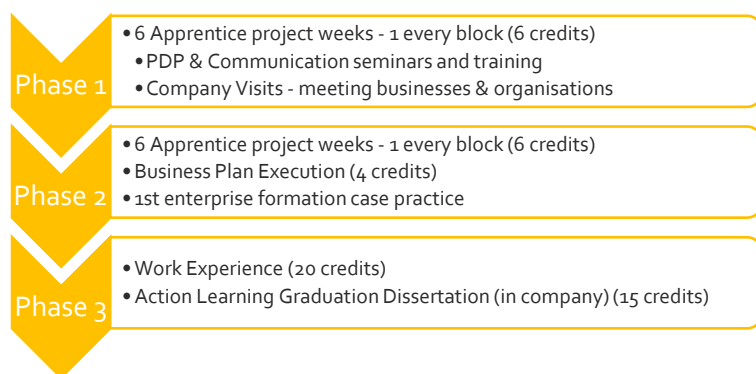 Phase 1
• 6 Apprentice project weeks - 1 every block (6 credits)
• PDP & Communication seminars and training
• Company Visits - meeting businesses & organisations
Phase 2
• 6 Apprentice project weeks - 1 every block (6 credits)
• Business Plan Execution (4 credits)
• 1st enterprise formation case practice
Phase 3
• Work Experience (20 credits)
• Action Learning Graduation Dissertation (in company) (15 credits)